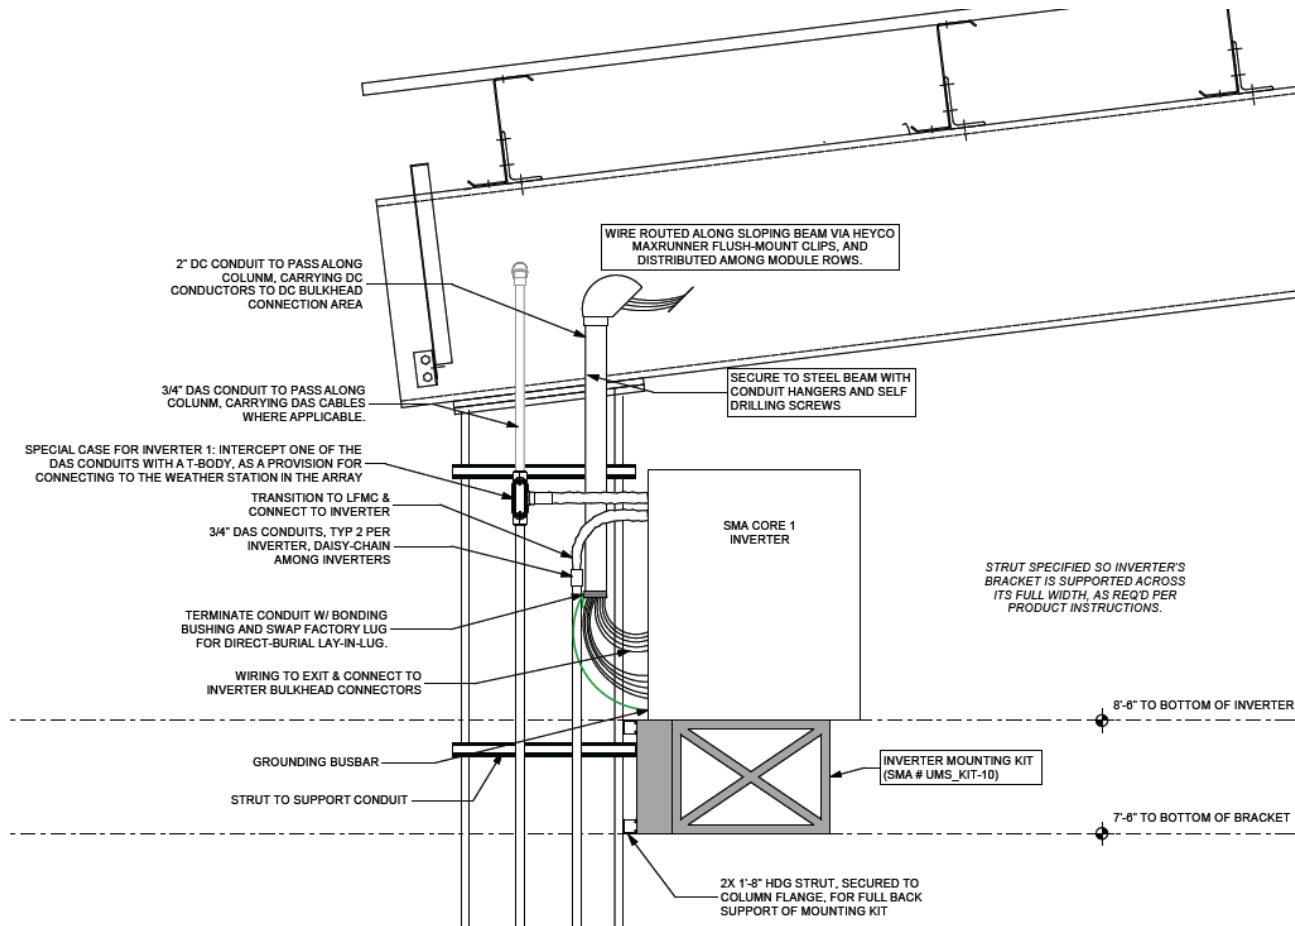 WIRE ROUTED ALONG SLOPING BEAM VIA HEYCO
MAXRUNNER FLUSH-MOUNT CLIPS, AND
DISTRIBUTED AMONG MODULE ROWS.
2" DC CONDUIT TO PASS ALONG
COLUNM, CARRYING DC
CONDUCTORS TO DC BULKHEAD
CONNECTION AREA
SECURE TO STEEL BEAM WITH
CONDUIT HANGERS AND SELF
DRILLING SCREWS
3/4" DAS CONDUIT TO PASS ALONG
COLUNM, CARRYING DAS CABLES
WHERE APPLICABLE.
SPECIAL CASE FOR INVERTER 1: INTERCEPT ONE OF THE
DAS CONDUITS WITH A T-BODY, AS A PROVISION FOR
CONNECTING TO THE WEATHER STATION IN THE ARRAY
TRANSITION TO LFMC &
CONNECT TO INVERTER
3/4" DAS CONDUITS, TYP 2 PER
INVERTER, DAISY-CHAIN
AMONG INVERTERS
SMA CORE 1
INVERTER
STRUT SPECIFIED SO INVERTER'S
BRACKET IS SUPPORTED ACROSS
ITS FULL WIDTH, AS REQ'D PER
PRODUCT INSTRUCTIONS.
TERMINATE CONDUIT W/ BONDING
BUSHING AND SWAP FACTORY LUG
FOR DIRECT-BURIAL LAY-IN-LUG.
WIRING TO EXIT & CONNECT TO
INVERTER BULKHEAD CONNECTORS
8'-6" TO BOTTOM OF INVERTER
GROUNDING BUSBAR
INVERTER MOUNTING KIT
(SMA # UMS_KIT-10)
STRUT TO SUPPORT CONDUIT
7'-6" TO BOTTOM OF BRACKET
2X 1'-8" HDG STRUT, SECURED TO
COLUMN FLANGE, FOR FULL BACK
SUPPORT OF MOUNTING KIT